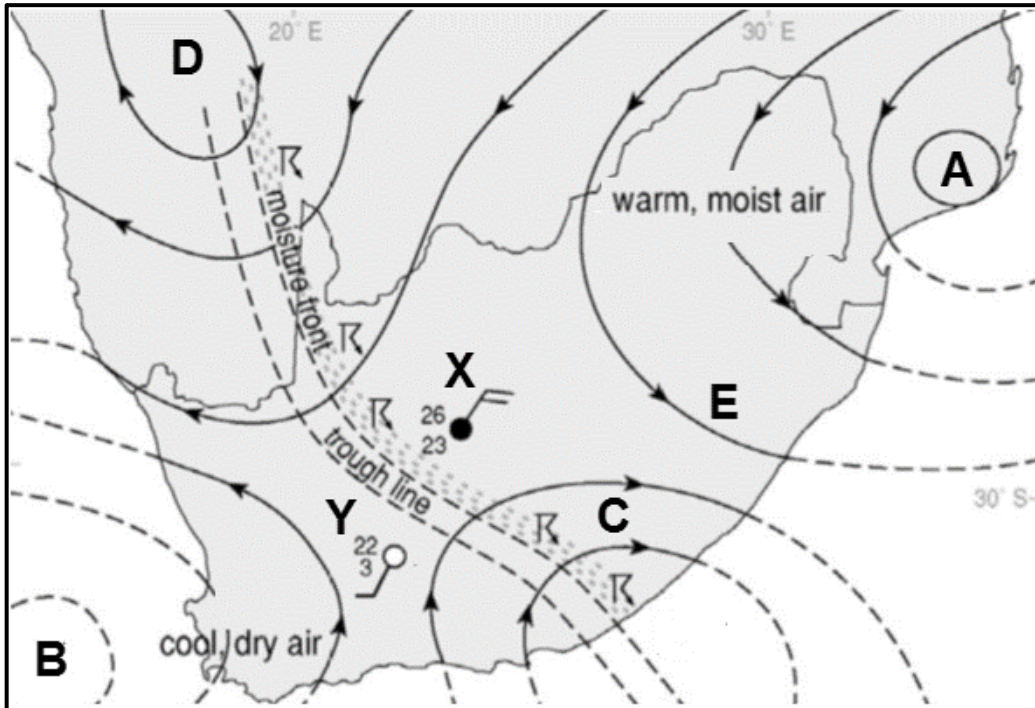 20° E
30° E
D
A
warm, moist air
moisture front
X
26
23
E
trough line
30° S
Y
22
3
C
cool, dry air
B